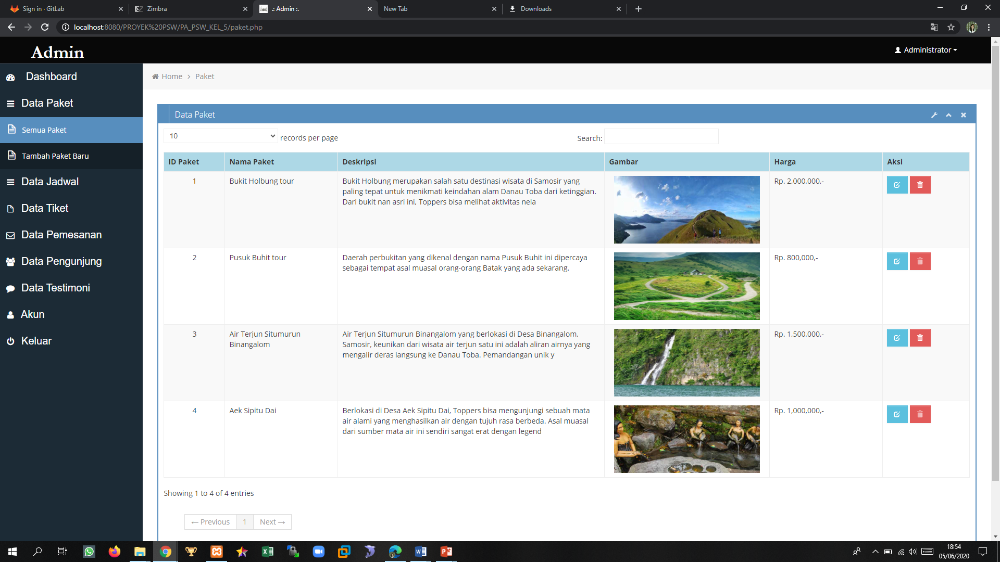 Sign in · GitLab
Zimbra
.: Admin :.
New Tab
Downloads
localhost:8080/PROYEK%20PSW/PA_PSW_KEL_5/paket.php
Admin
Administrator
Dashboard
Data Paket
Semua Paket
Tambah Paket Baru
Data Jadwal
Data Tiket
Data Pemesanan
Data Pengunjung
Data Testimoni
Akun
Keluar
Home > Paket
Data Paket
10 records per page
Search:
ID Paket Nama Paket Deskripsi Gambar Harga Aksi
1 Bukit Holbung tour Bukit Holbung merupakan salah satu destinasi wisata di Samosir yang Rp. 2,000,000,-
paling tepat untuk menikmati keindahan alam Danau Toba dari ketinggian.
Dari bukit nan asri ini, Toppers bisa melihat aktivitas nela
2 Pusuk Buhit tour Daerah perbukitan yang dikenal dengan nama Pusuk Buhit ini dipercaya Rp. 800,000,-
sebagai tempat asal muasal orang-orang Batak yang ada sekarang.
3 Air Terjun Situmurun Air Terjun Situmurun Binangalom yang berlokasi di Desa Binangalom, Rp. 1,500,000,-
Binangalom Samosir, keunikan dari wisata air terjun satu ini adalah aliran airnya yang
mengalir deras langsung ke Danau Toba. Pemandangan unik y
4 Aek Sipitu Dai Berlokasi di Desa Aek Sipitu Dai, Toppers bisa mengunjungi sebuah mata Rp. 1,000,000,-
air alami yang menghasilkan air dengan tujuh rasa berbeda. Asal muasal
dari sumber mata air ini sendiri sangat erat dengan legend
Showing 1 to 4 of 4 entries
← Previous 1 Next →
18:54
05/06/2020